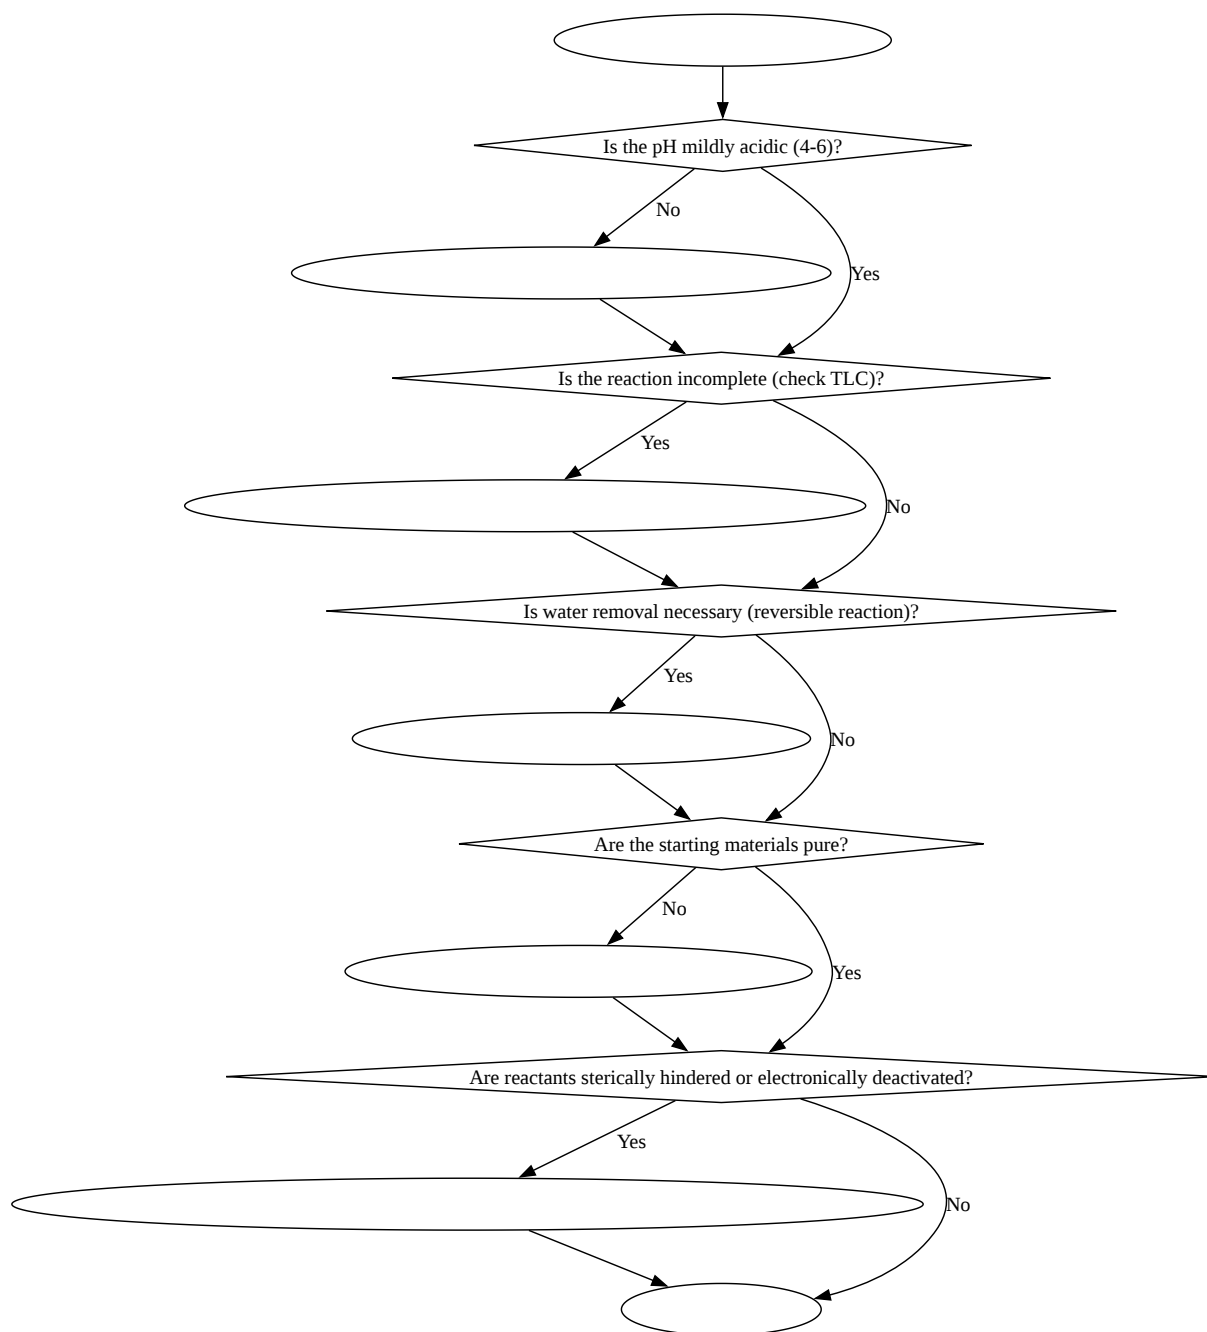 Is the pH mildly acidic (4-6)?
No
Yes
Is the reaction incomplete (check TLC)?
Yes
No
Is water removal necessary (reversible reaction)?
Yes
No
Are the starting materials pure?
No
Yes
Are reactants sterically hindered or electronically deactivated?
Yes
No